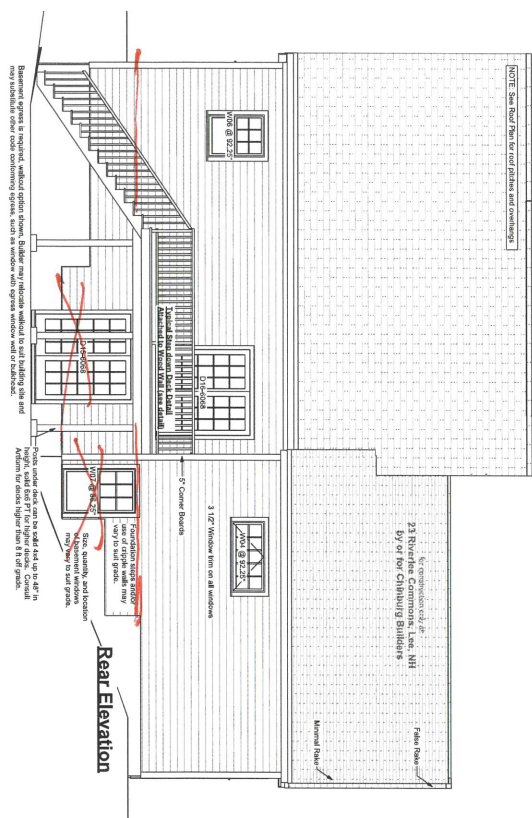 NOTE: See Roof Plan for roof pitches and overhangs
for construction only at:
23 Riverlee Commons, Lee, NH
by or for Chinburg Builders
False Rake
Minimal Rake
W06 @ 92.25"
D16-6068
W04 @ 92.25"
3 1/2" Window trim on all windows
5" Corner Boards
Typical Step down Deck Detail
Attached to Wood Wall (see detail)
Foundation steps and/or
use of cripple walls may
vary to suit grade.
D16-6068
Size, quantity, and location
of basement windows
may vary to suit grade.
Rear Elevation
Posts under deck can be solid 4x4 up to 48" in
height, solid 6x6 PT for higher decks. Consult
Artform for decks higher than 8 ft off grade.
Basement egress is required, walkout option shown. Builder may relocate walkout to suit building site and
may substitute other code conforming egress, such as window with egress window well or bulkhead.